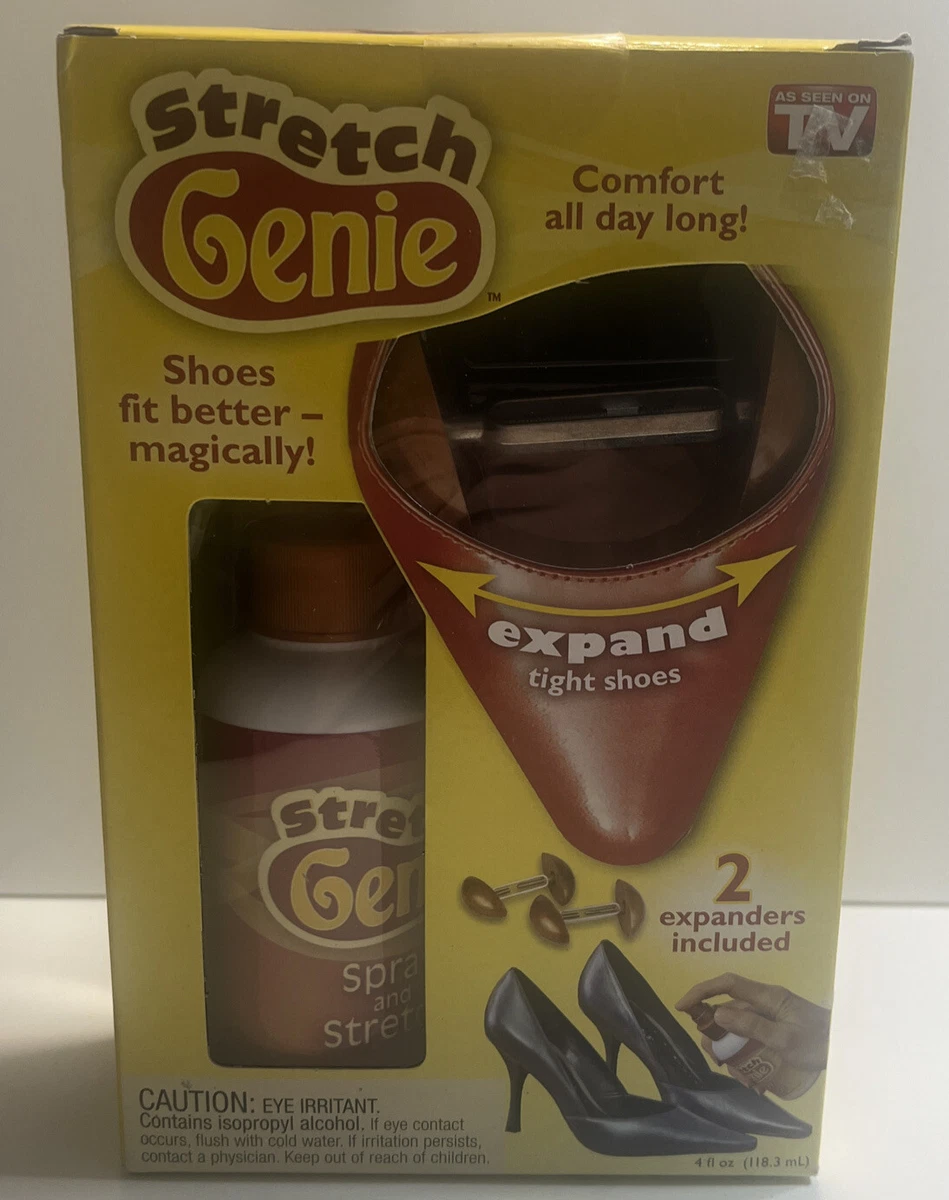 Stretch
Genie™
AS SEEN ON
TV
Comfort
all day long!
Shoes
fit better –
magically!
expand
tight shoes
Stret
Gen
spra
and
Stret
2
expanders
included
CAUTION: EYE IRRITANT.
Contains isopropyl alcohol. If eye contact
occurs, flush with cold water. If irritation persists,
contact a physician. Keep out of reach of children.
4 fl oz (118.3 mL)